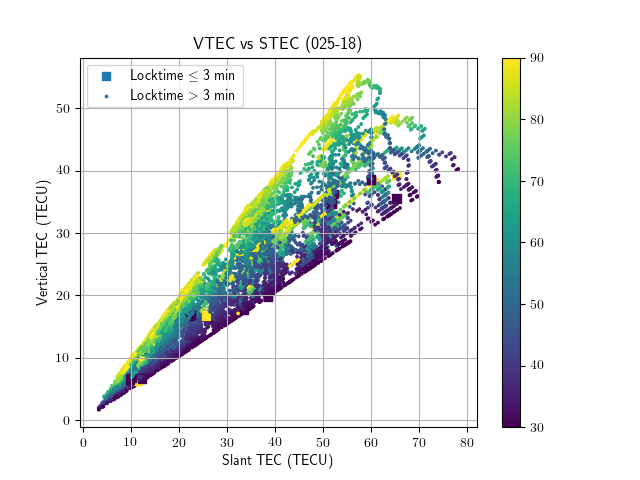 VTEC vs STEC (025-18)
Locktime ≤ 3 min
Locktime > 3 min
50
40
30
20
10
0
Vertical TEC (TECU)
0 10 20 30 40 50 60 70 80
Slant TEC (TECU)
90
80
70
60
50
40
30